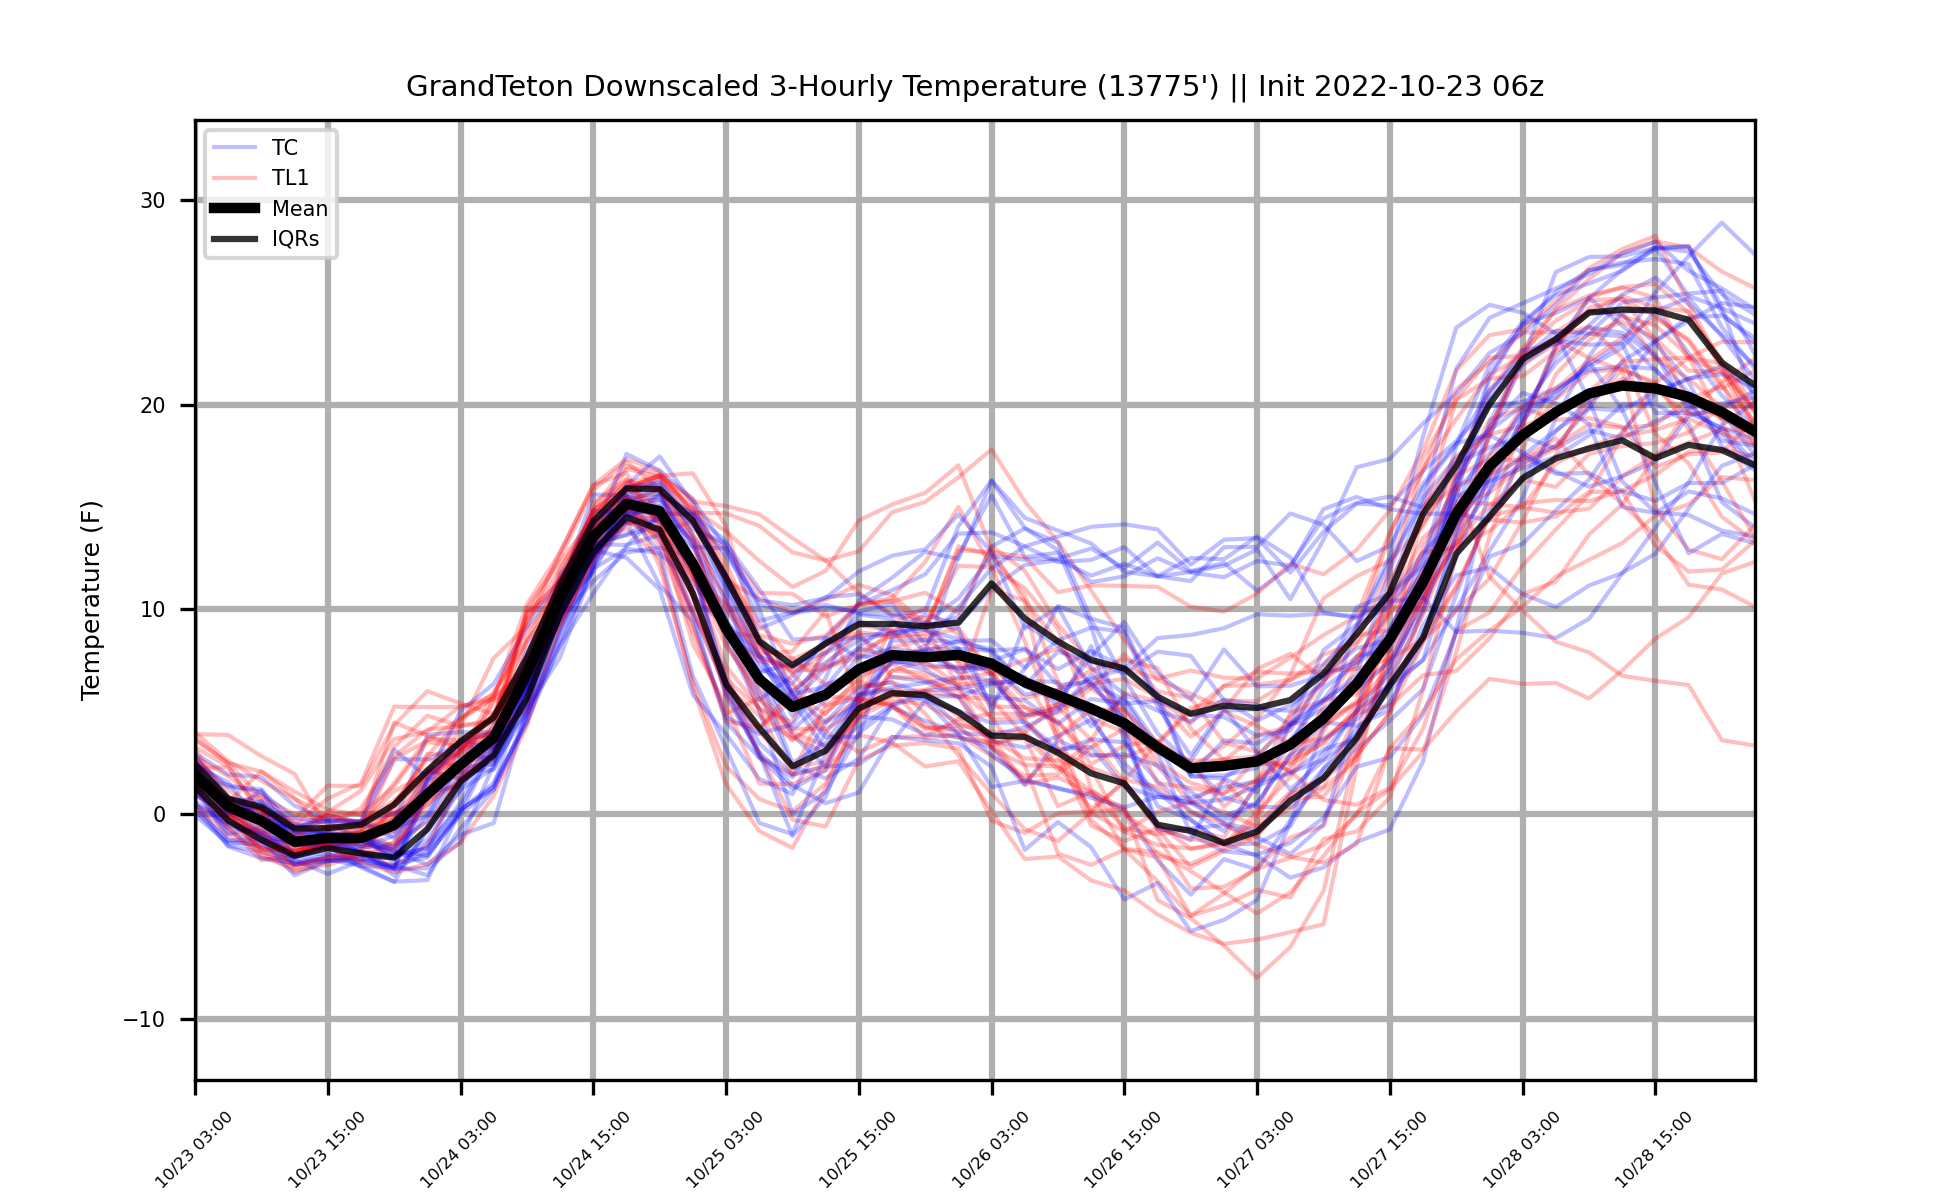 GrandTeton Downscaled 3-Hourly Temperature (13775') || Init 2022-10-23 06z
TC
TL1
Mean
IQRs
Temperature (F)
30
20
10
0
−10
10/23 03:00
10/23 15:00
10/24 03:00
10/24 15:00
10/25 03:00
10/25 15:00
10/26 03:00
10/26 15:00
10/27 03:00
10/27 15:00
10/28 03:00
10/28 15:00